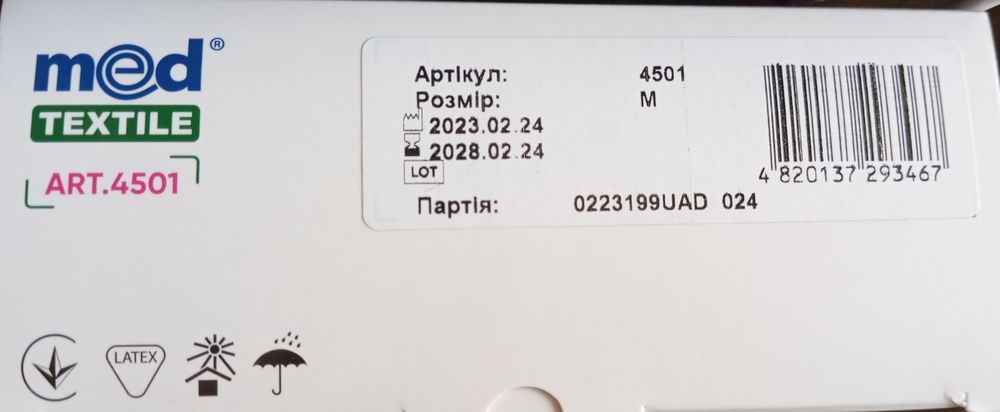 med®
TEXTILE
ART.4501
Артікул: 4501
Розмір: M
2023.02.24
2028.02.24
LOT
Партія: 0223199UAD 024
4 820137 293467
LATEX